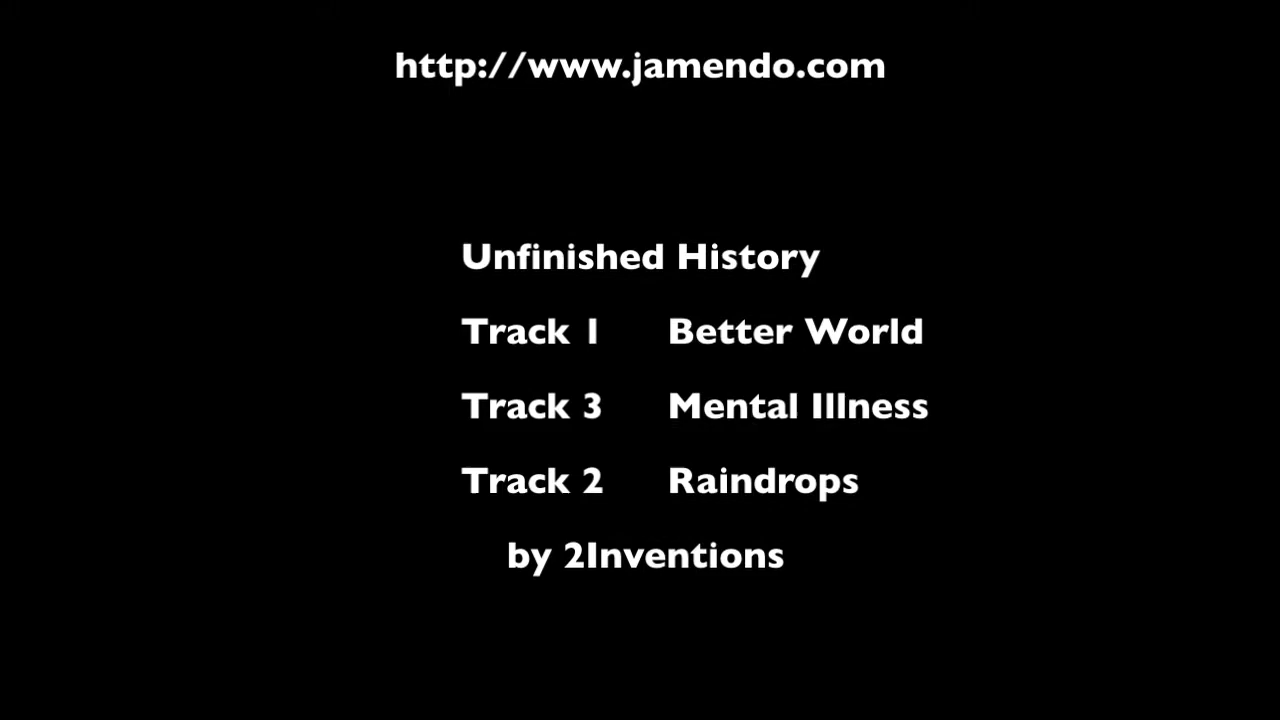 http://www.jamendo.com
Unfinished History
Track 1 Better World
Track 3 Mental Illness
Track 2 Raindrops
by 2Inventions